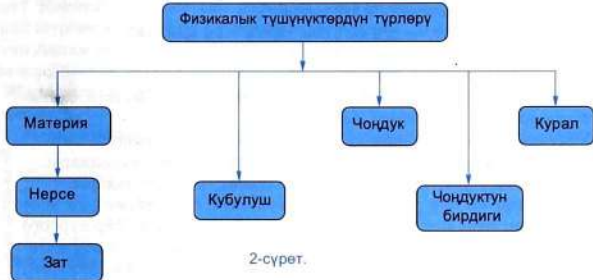 Физикалык түшүнүктөрдүн түрлөрү
Материя
Чоңдук
Курал
Нерсе
Кубулуш
Чоңдуктун
бирдиги
Зат
2-сүрөт.